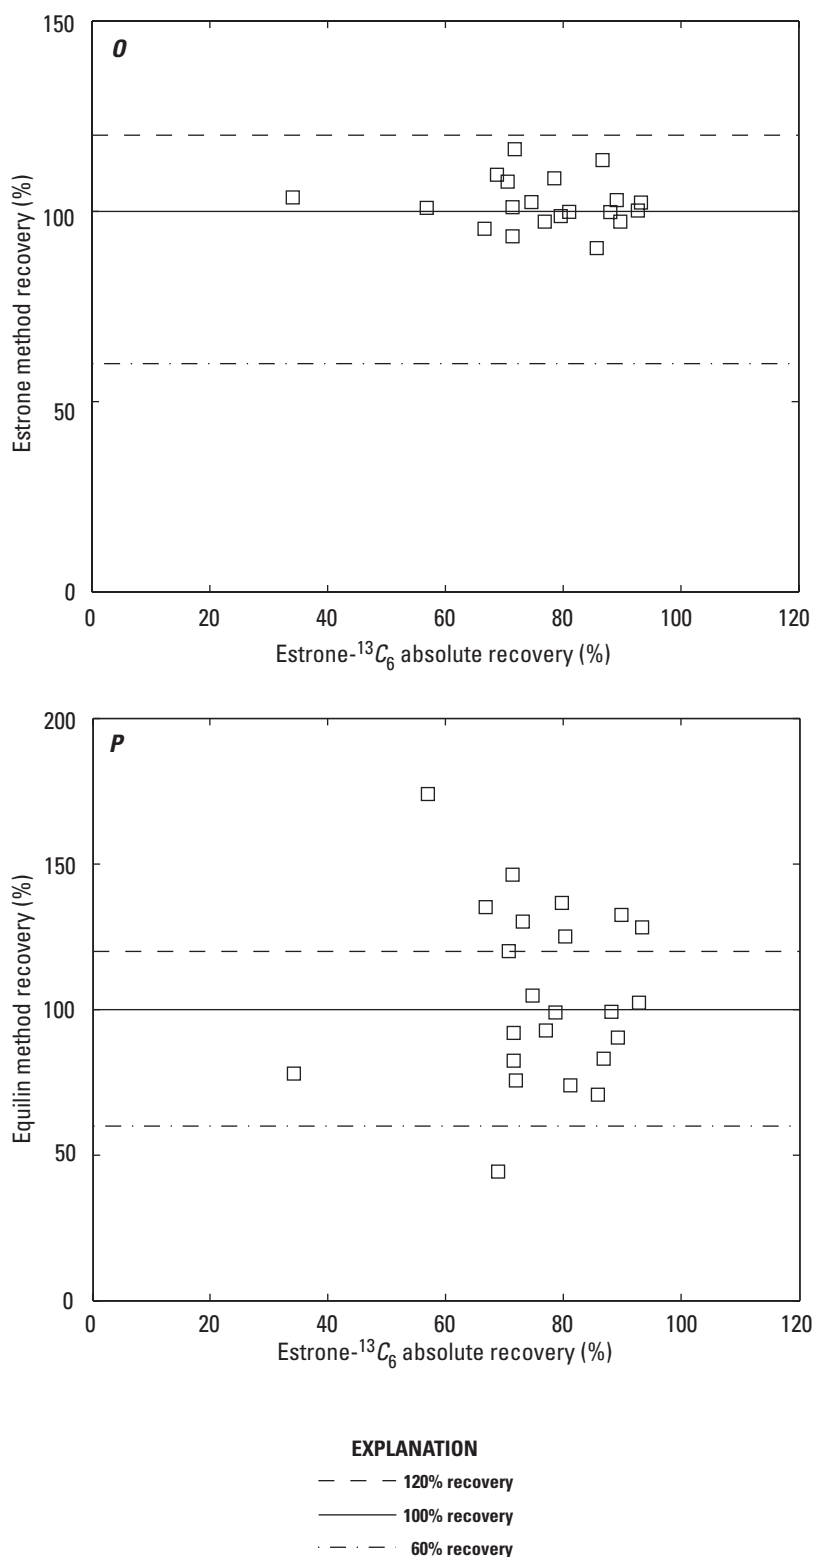 O
150
100
50
0
0 20 40 60 80 100 120
Estrone method recovery (%)
Estrone-¹³C₆ absolute recovery (%)
P
200
150
100
50
0
0 20 40 60 80 100 120
Equilin method recovery (%)
Estrone-¹³C₆ absolute recovery (%)
EXPLANATION
120% recovery
100% recovery
60% recovery